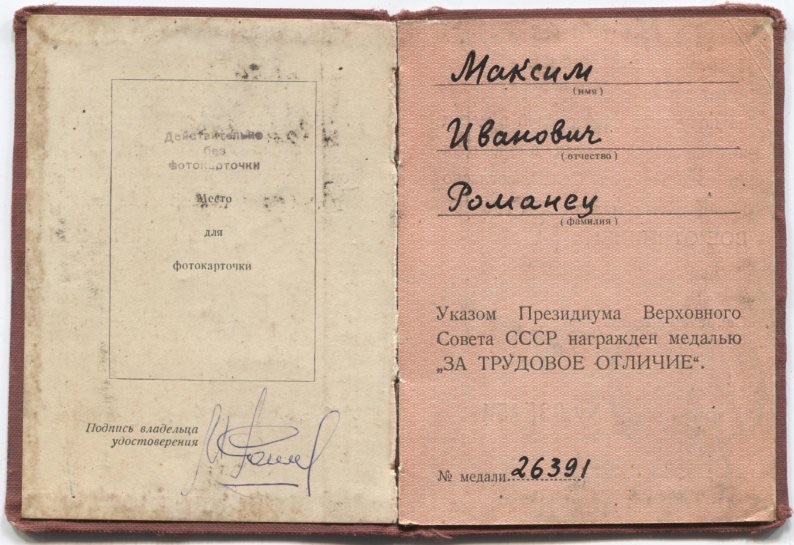 Действительно
без
фотокарточки
Место
для
фотокарточки
Подпись владельца
удостоверения
Максим
(имя)
Иванович
(отчество)
Романец
(фамилия)
Указом Президиума Верховного
Совета СССР награжден медалью
„ЗА ТРУДОВОЕ ОТЛИЧИЕ“.
№ медали 26391